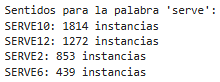 Sentidos para la palabra 'serve':
SERVE10: 1814 instancias
SERVE12: 1272 instancias
SERVE2: 853 instancias
SERVE6: 439 instancias